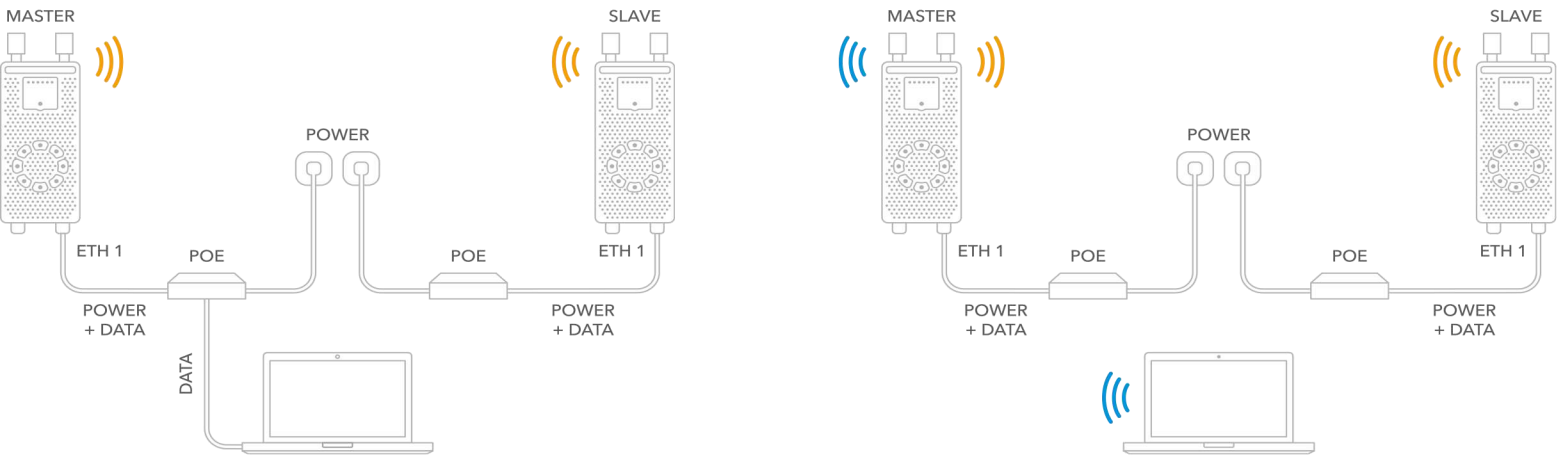 MASTER
SLAVE
POWER
ETH 1
POE
POE
ETH 1
POWER
+ DATA
POWER
+ DATA
DATA
MASTER
SLAVE
POWER
ETH 1
POE
POE
ETH 1
POWER
+ DATA
POWER
+ DATA